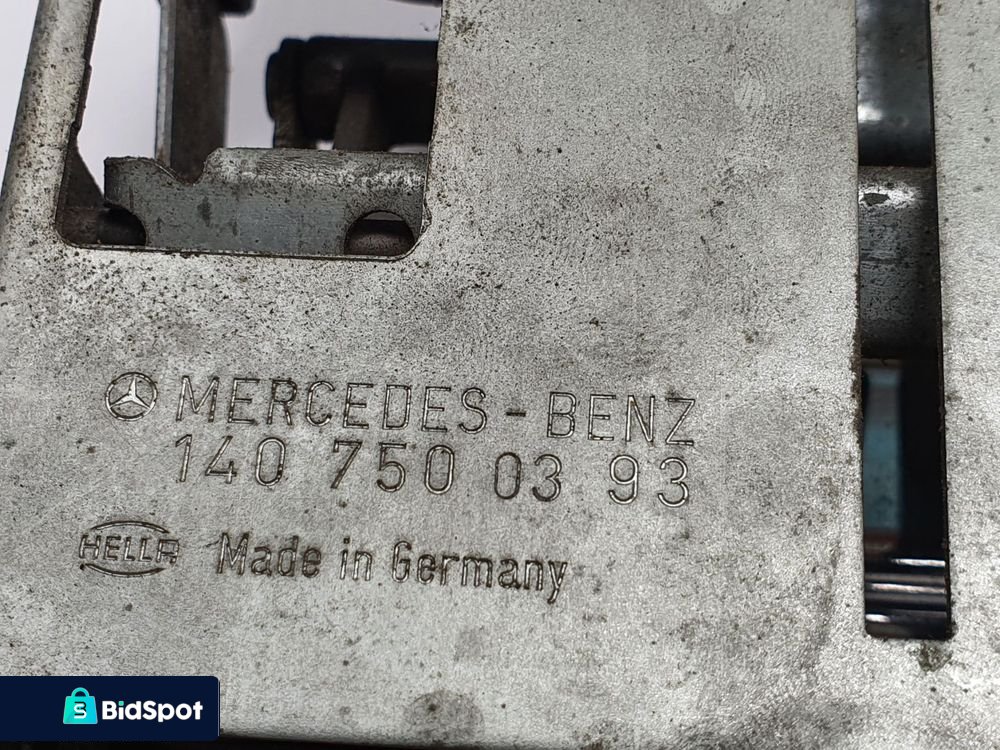 MERCEDES-BENZ
140 750 03 93
HELLA Made in Germany
BidSpot